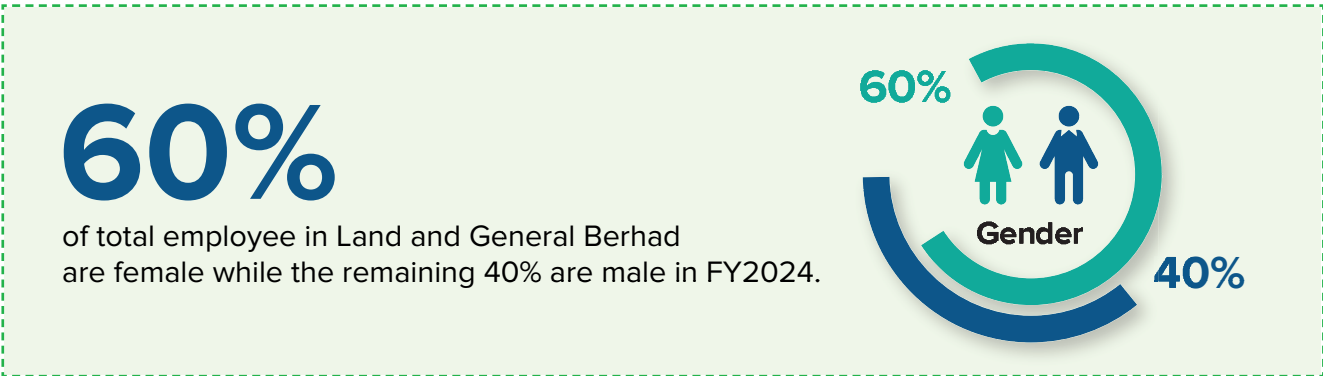 60%
of total employee in Land and General Berhad
are female while the remaining 40% are male in FY2024.
60%
Gender
40%